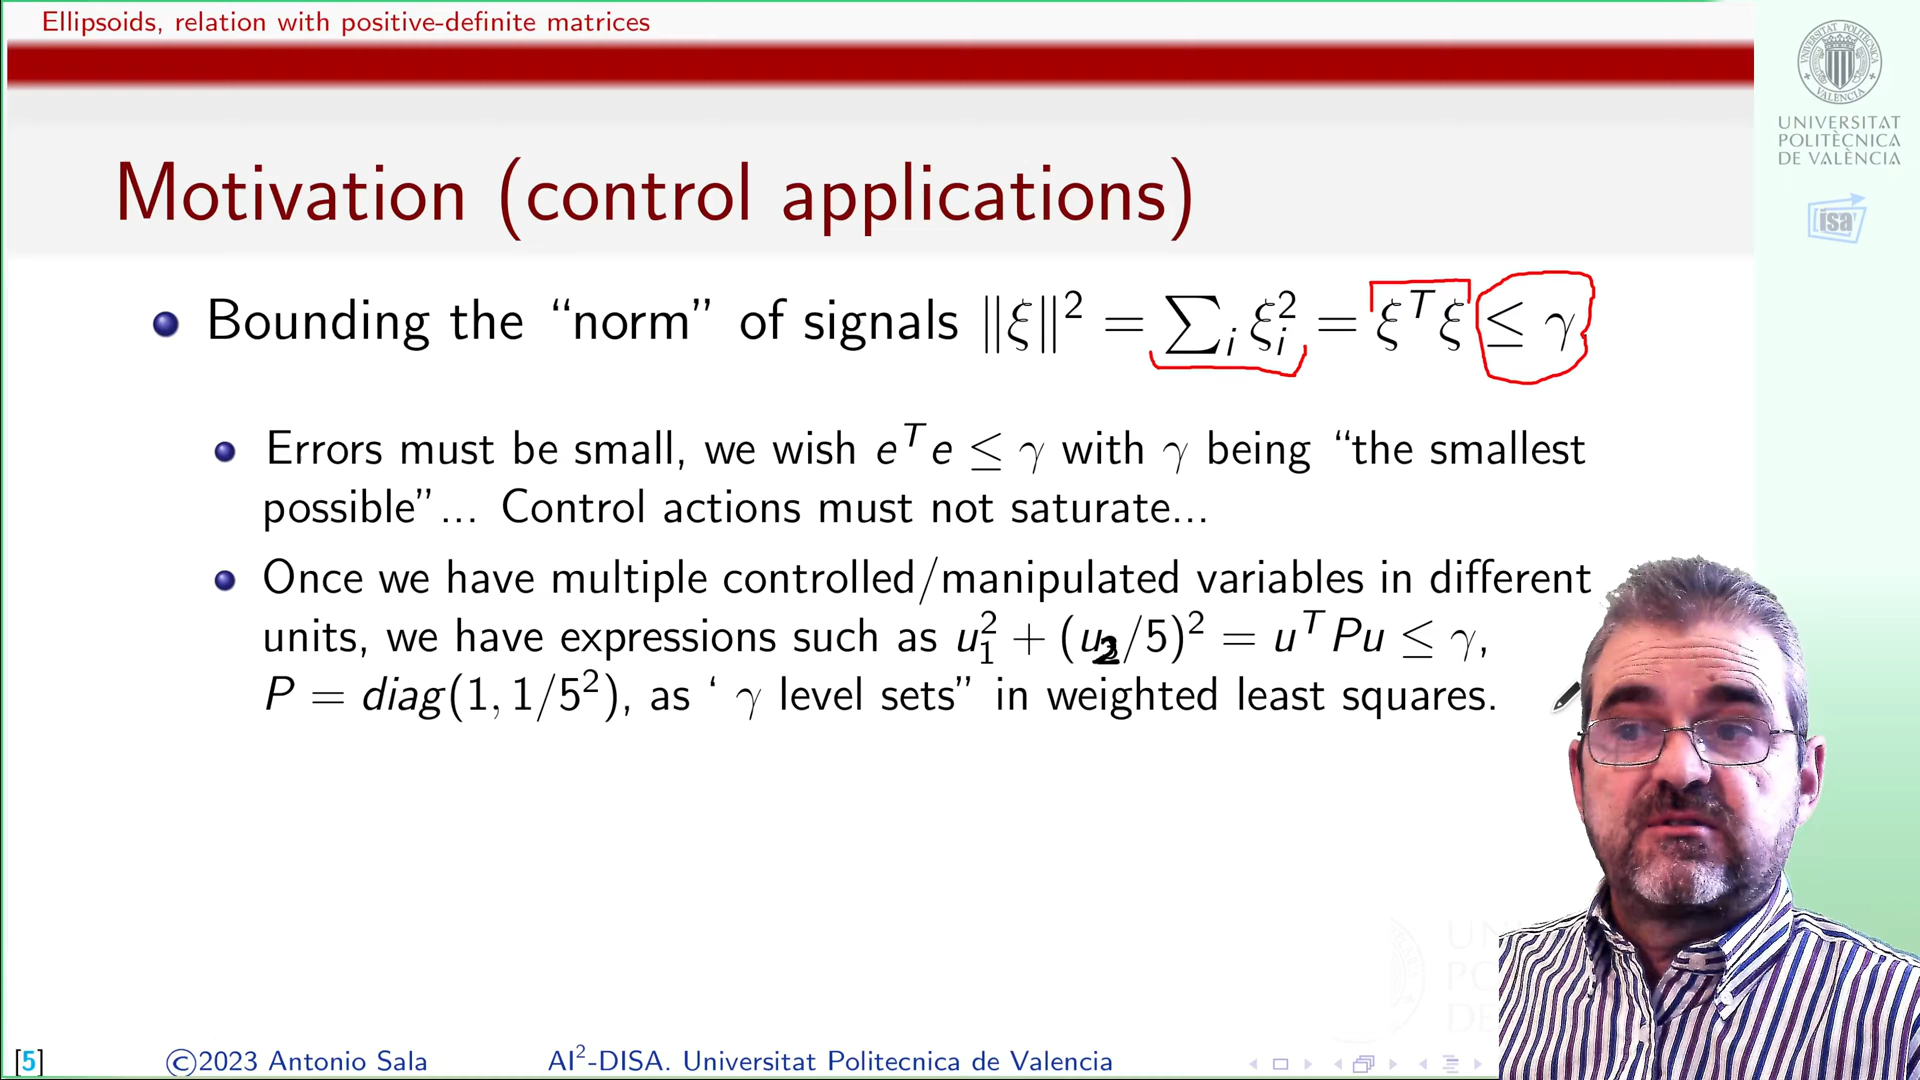 Ellipsoids, relation with positive-definite matrices
UNIVERSITAT
POLITÈCNICA
DE VALÈNCIA
isa
Motivation (control applications)
Bounding the “norm” of signals ‖ξ‖² = ∑ᵢ ξᵢ² = ξᵀξ ≤ γ
Errors must be small, we wish eᵀe ≤ γ with γ being “the smallest
possible”... Control actions must not saturate...
Once we have multiple controlled/manipulated variables in different
units, we have expressions such as u₁² + (u₂/5)² = uᵀPu ≤ γ,
P = diag(1, 1/5²), as ‘ γ level sets” in weighted least squares.
[5]
©2023 Antonio Sala
AI²-DISA. Universitat Politecnica de Valencia